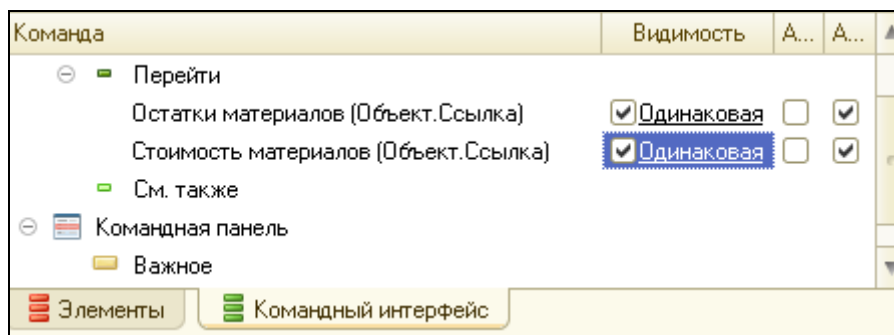 Команда Видимость А... А...
Перейти
Остатки материалов (Объект.Ссылка) Одинаковая
Стоимость материалов (Объект.Ссылка) Одинаковая
См. также
Командная панель
Важное
Элементы Командный интерфейс